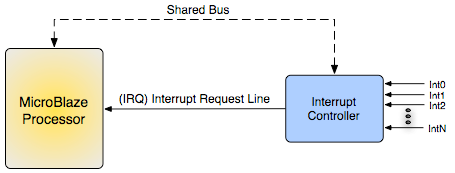 Shared Bus
MicroBlaze
Processor
(IRQ) Interrupt Request Line
Interrupt
Controller
Int0
Int1
Int2
IntN